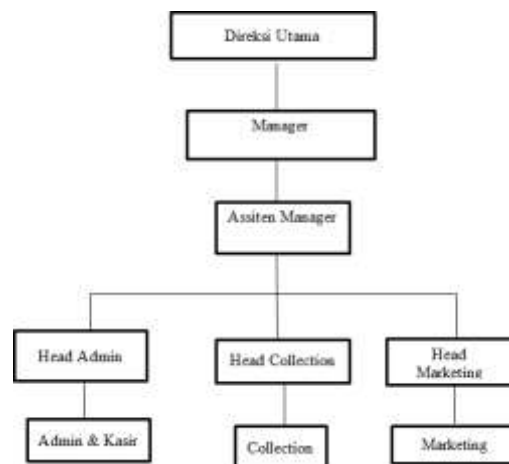 Direksi Utama
Manager
Assiten Manager
Head Admin
Head Collection
Head
Marketing
Admin & Kasir
Collection
Marketing